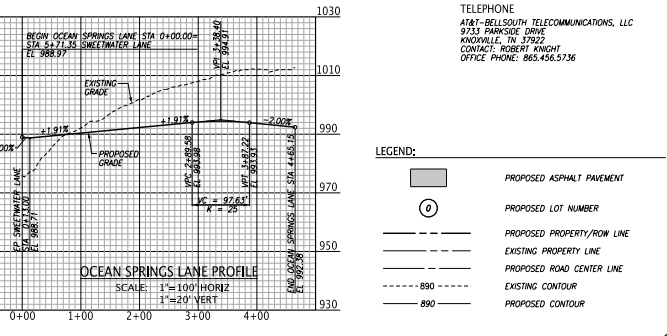 1030
BEGIN OCEAN SPRINGS LANE STA 0+00.00=
STA 5+71.35 SWEETWATER LANE
EL 988.97
VPI 3+38.40
EL 994.91
EXISTING
GRADE
1010
+1.91%
+1.91%
-2.00%
00%
990
PROPOSED
GRADE
EP SWEETWATER LANE
STA 0+13.00
EL 988.71
VPC 2+89.58
EL 993.98
VPT 3+87.22
EL 993.93
END OCEAN SPRINGS LANE STA 4+65.15
EL 992.38
970
VC = 97.63'
K = 25
950
OCEAN SPRINGS LANE PROFILE
SCALE: 1"=100' HORIZ
1"=20' VERT
930
0+00 1+00 2+00 3+00 4+00
TELEPHONE
AT&T-BELLSOUTH TELECOMMUNICATIONS, LLC
9733 PARKSIDE DRIVE
KNOXVILLE, TN 37922
CONTACT: ROBERT KNIGHT
OFFICE PHONE: 865.456.5736
LEGEND:
PROPOSED ASPHALT PAVEMENT
0 PROPOSED LOT NUMBER
PROPOSED PROPERTY/ROW LINE
EXISTING PROPERTY LINE
PROPOSED ROAD CENTER LINE
890 EXISTING CONTOUR
890 PROPOSED CONTOUR